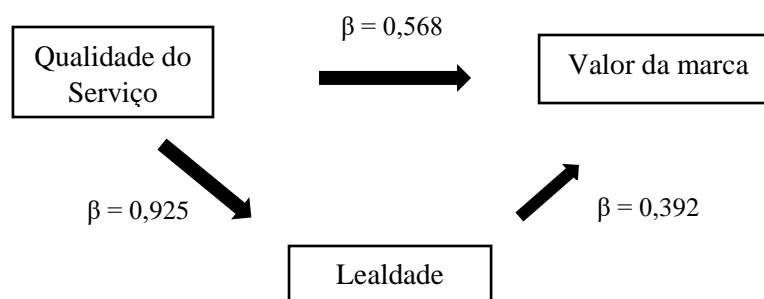 β = 0,568
Qualidade do
Serviço
Valor da marca
β = 0,925
β = 0,392
Lealdade